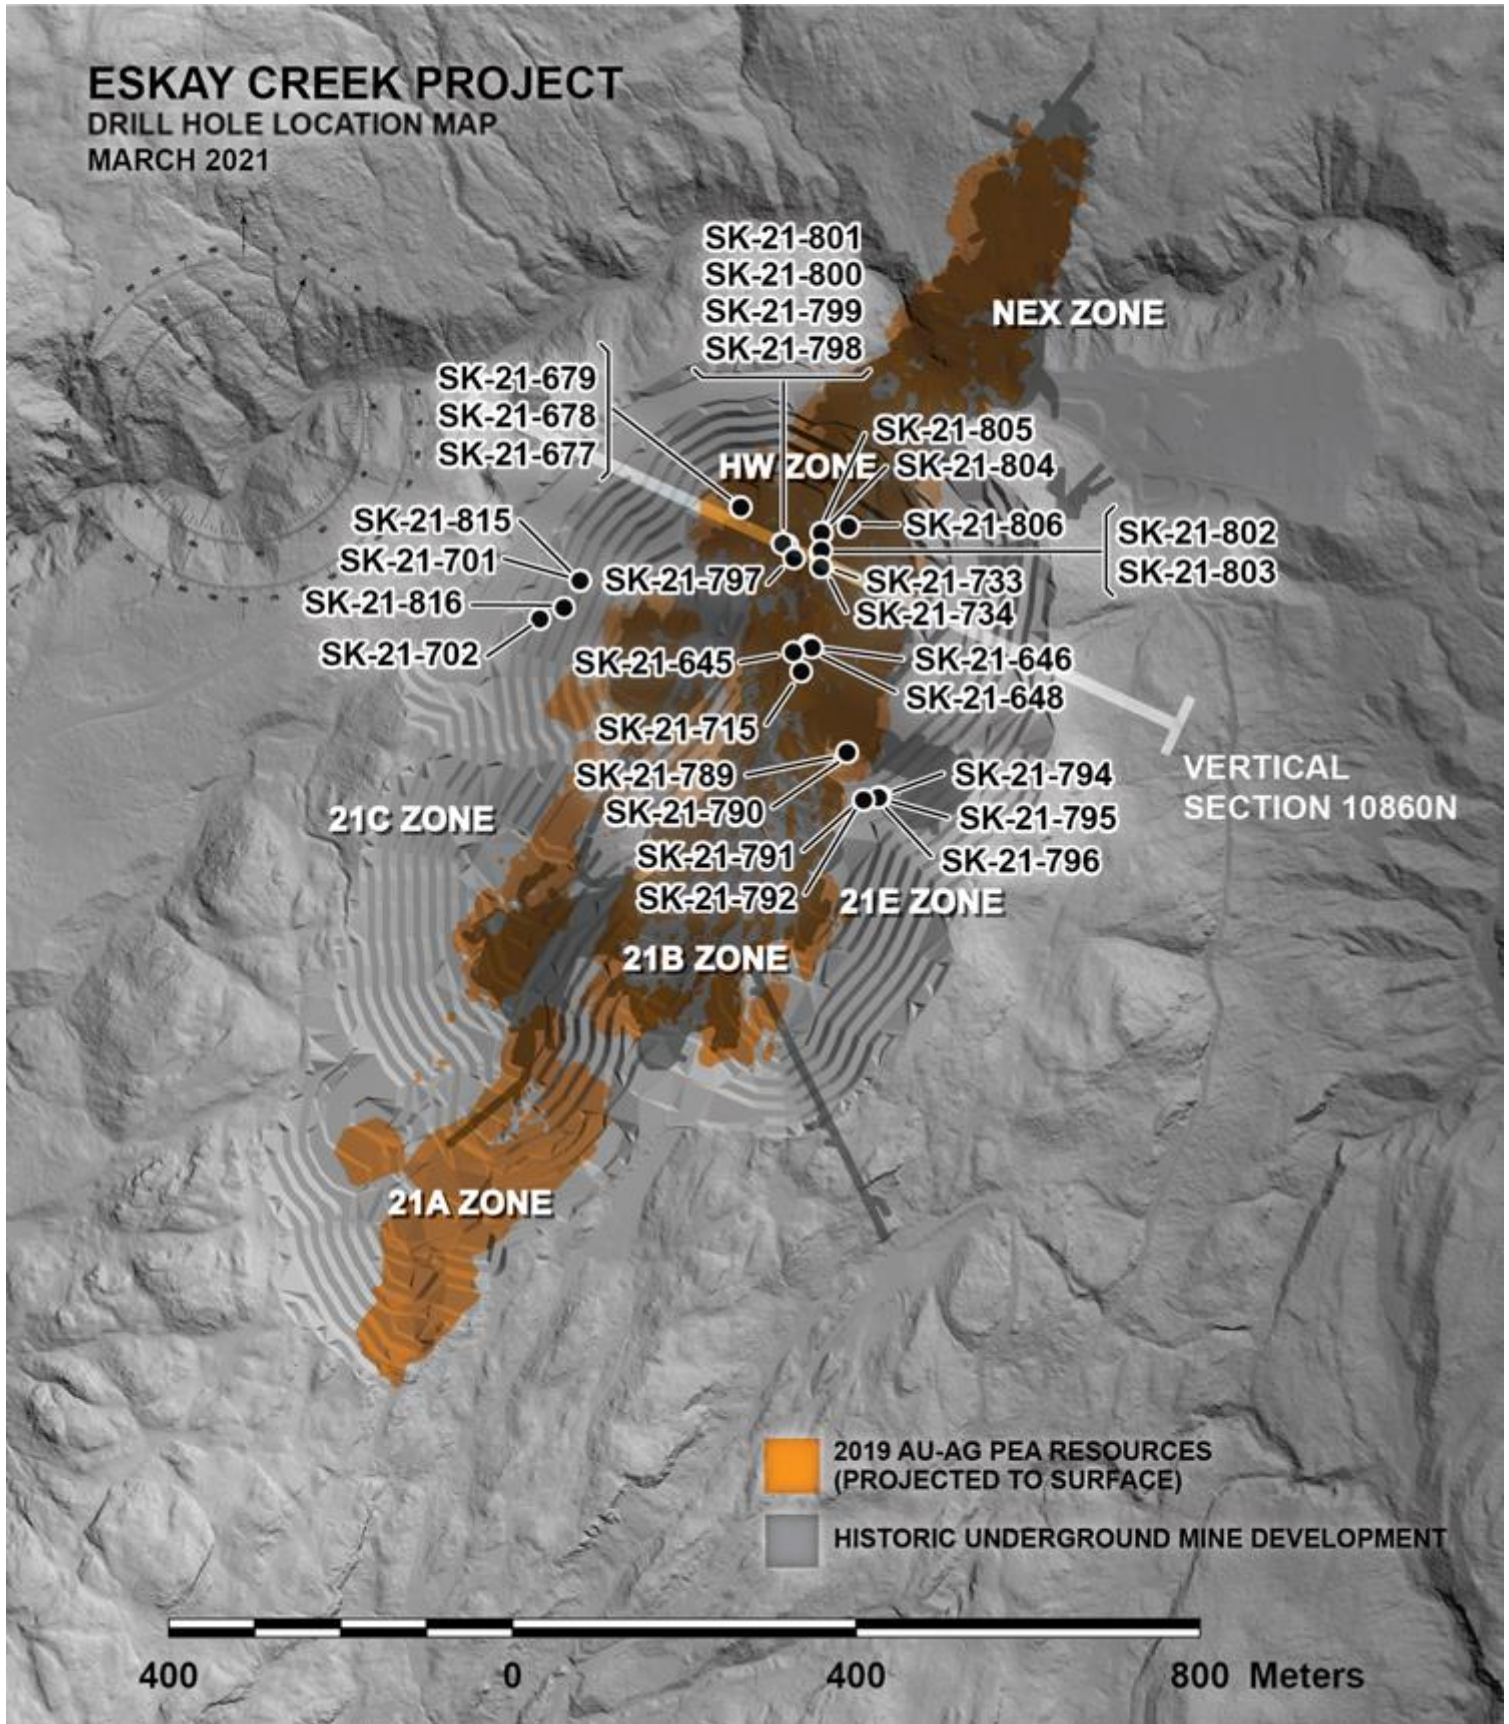 ESKAY CREEK PROJECT
DRILL HOLE LOCATION MAP
MARCH 2021
SK-21-801
SK-21-800
SK-21-799
SK-21-798
NEX ZONE
SK-21-679
SK-21-678
SK-21-677
SK-21-805
HW ZONE
SK-21-804
SK-21-815
SK-21-806
SK-21-802
SK-21-803
SK-21-701
SK-21-797
SK-21-733
SK-21-816
SK-21-734
SK-21-702
SK-21-645
SK-21-646
SK-21-648
SK-21-715
SK-21-789
SK-21-794
VERTICAL
SECTION 10860N
SK-21-790
21C ZONE
SK-21-795
SK-21-791
SK-21-796
SK-21-792
21E ZONE
21B ZONE
21A ZONE
2019 AU-AG PEA RESOURCES
(PROJECTED TO SURFACE)
HISTORIC UNDERGROUND MINE DEVELOPMENT
400 0 400 800 Meters